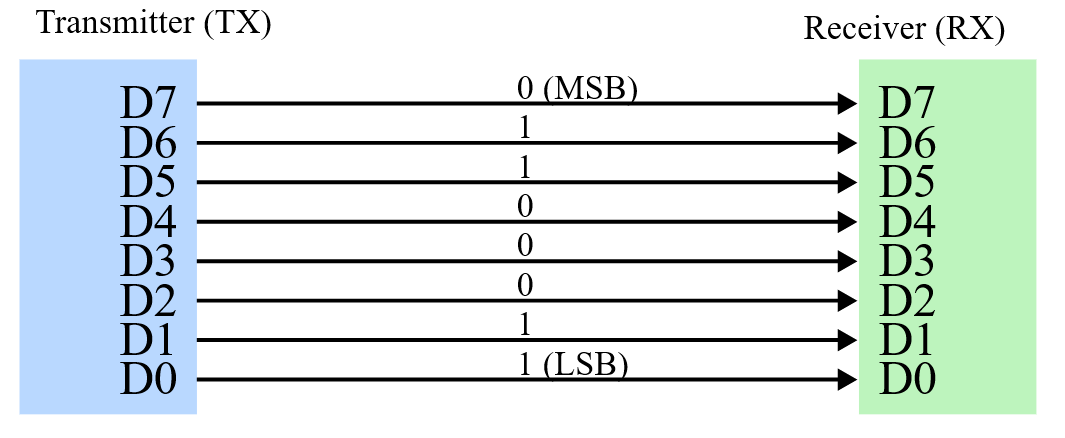 Transmitter (TX)
Receiver (RX)
D7 0 (MSB) D7
D6 1 D6
D5 1 D5
D4 0 D4
D3 0 D3
D2 0 D2
D1 1 D1
D0 1 (LSB) D0